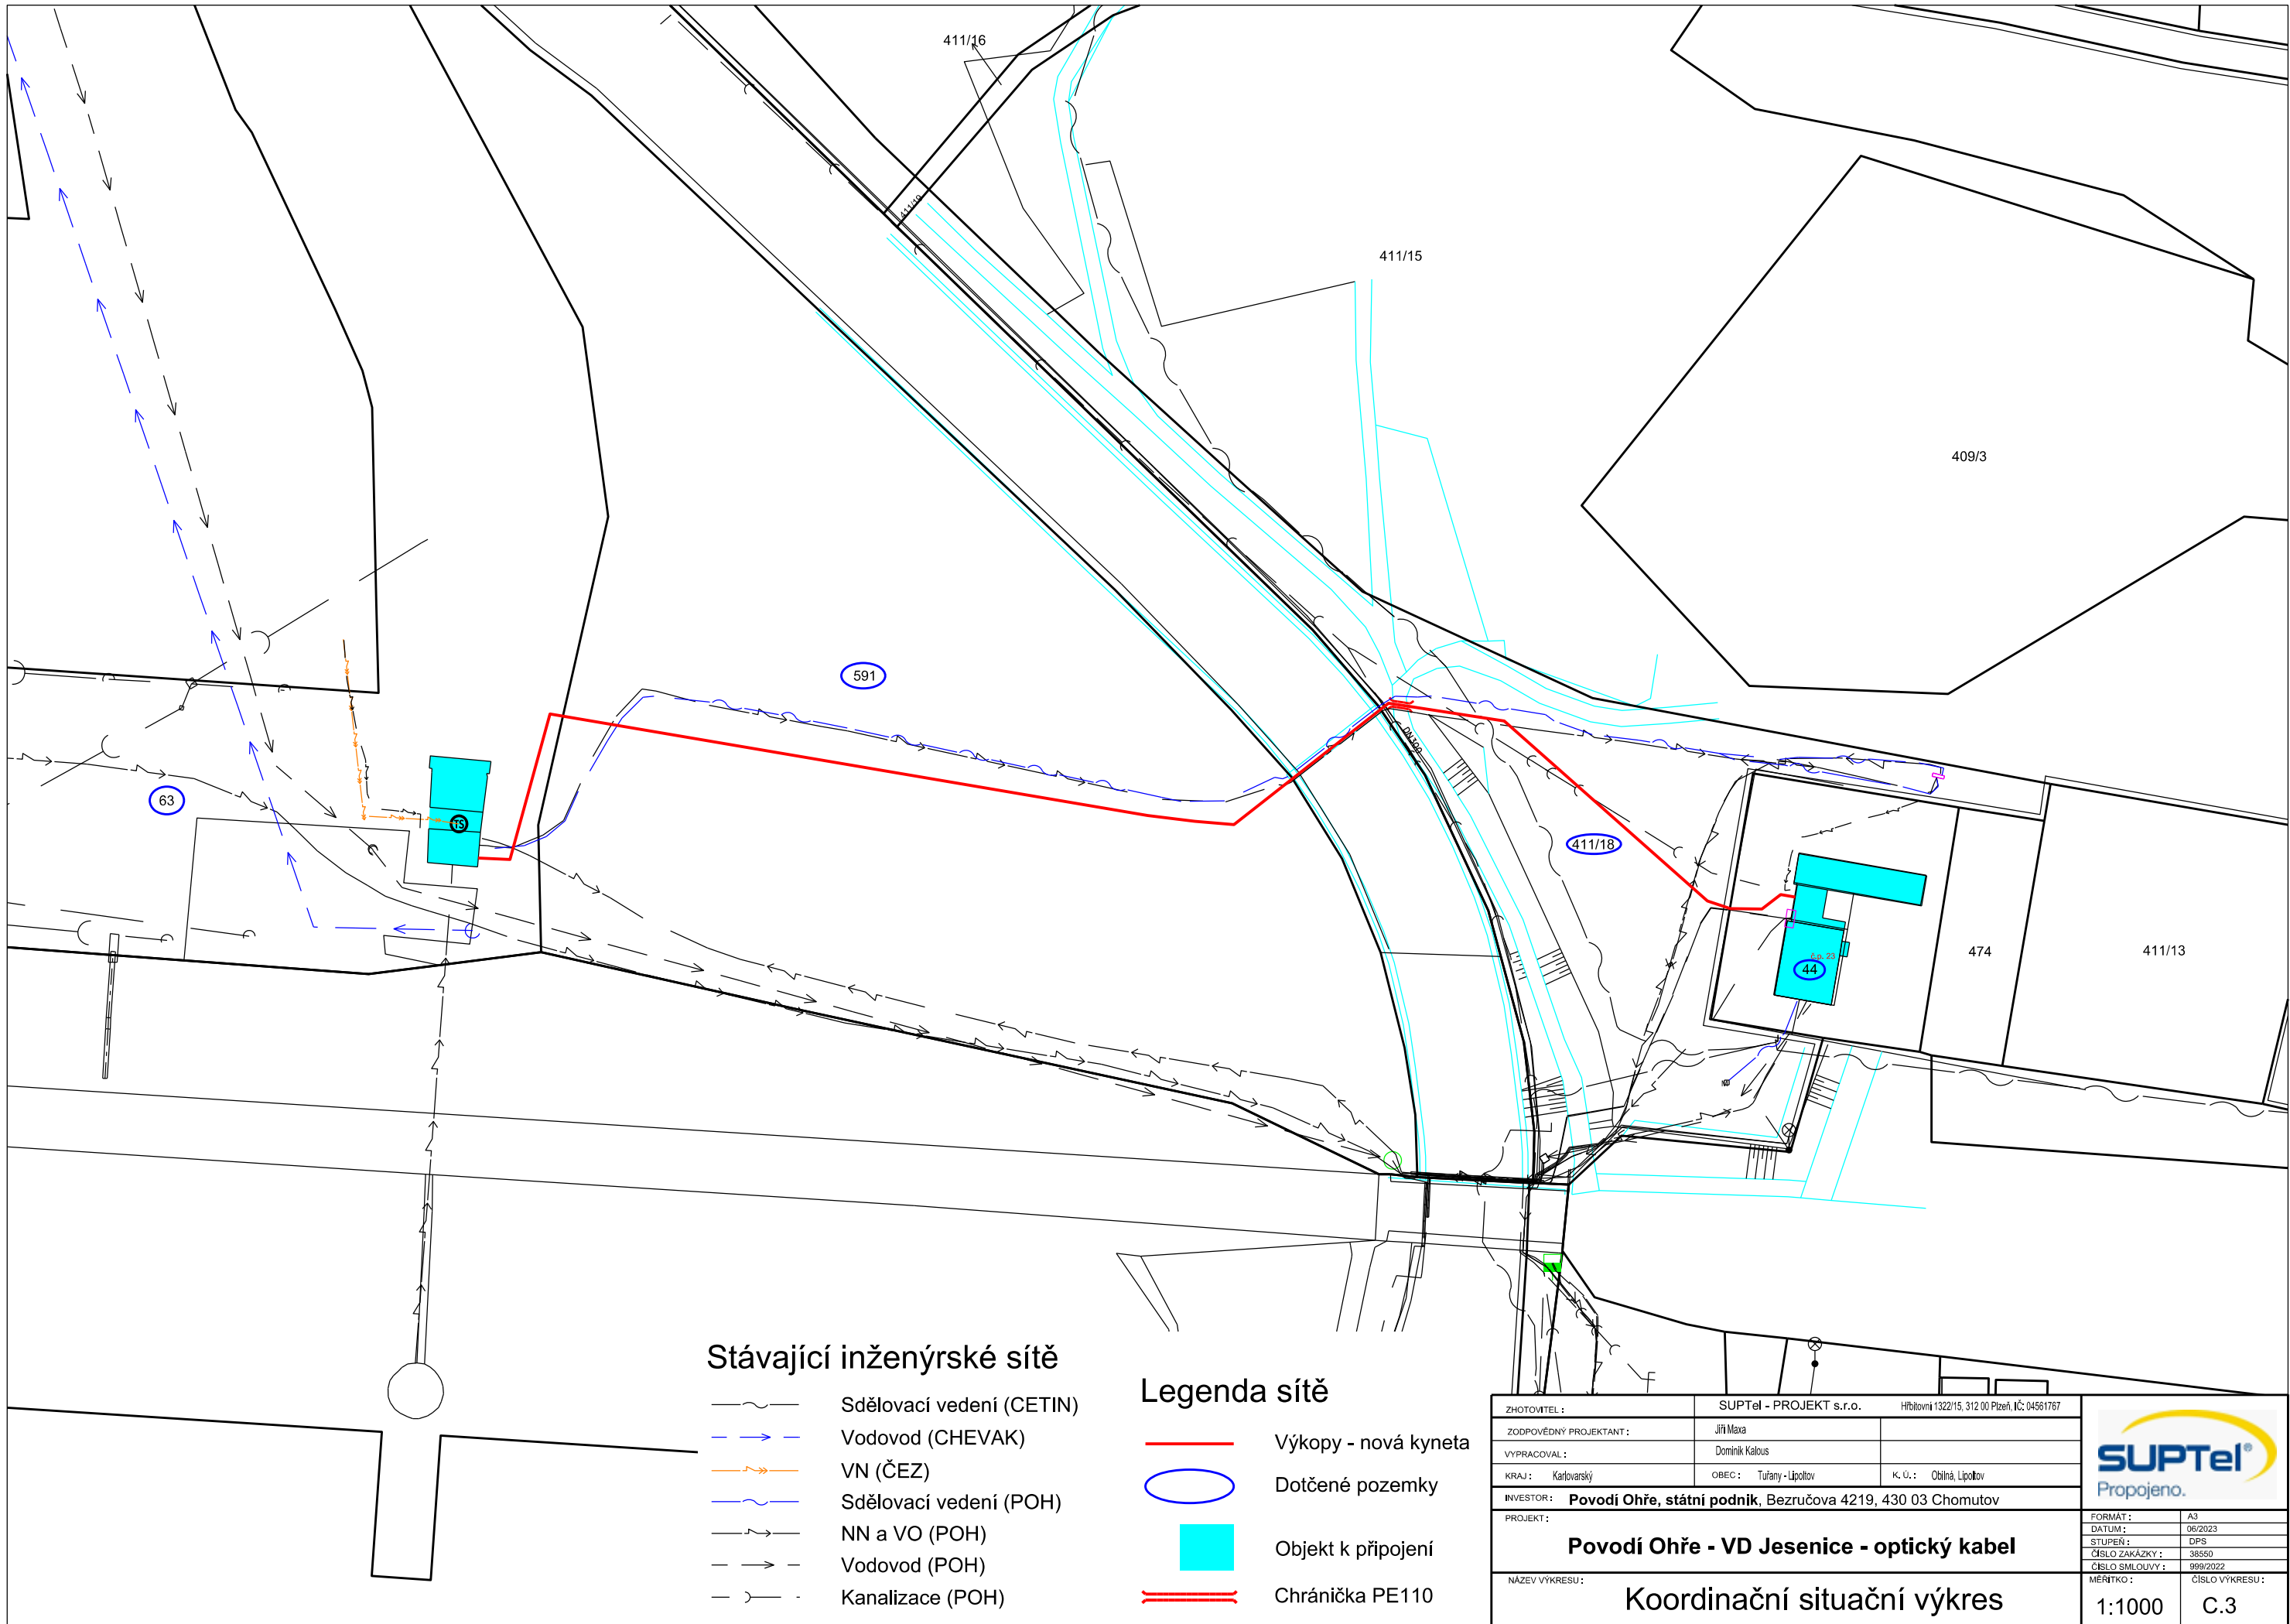 411/16
411/19
411/15
409/3
591
DN300
63
TS
411/18
č.p. 23
44
474
411/13
Stávající inženýrské sítě
Sdělovací vedení (CETIN)
Vodovod (CHEVAK)
VN (ČEZ)
Sdělovací vedení (POH)
NN a VO (POH)
Vodovod (POH)
Kanalizace (POH)
Legenda sítě
Výkopy - nová kyneta
Dotčené pozemky
Objekt k připojení
Chránička PE110
ZHOTOVITEL : SUPTel - PROJEKT s.r.o. Hřbitovní 1322/15, 312 00 Plzeň, IČ: 04561767
ZODPOVĚDNÝ PROJEKTANT : Jiří Maxa
VYPRACOVAL : Dominik Kalous
KRAJ : Karlovarský OBEC : Tuřany - Lipoltov K. Ú. : Obilná, Lipoltov
INVESTOR : Povodí Ohře, státní podnik, Bezručova 4219, 430 03 Chomutov
PROJEKT :
Povodí Ohře - VD Jesenice - optický kabel
NÁZEV VÝKRESU :
Koordinační situační výkres
SUPTel®
Propojeno.
FORMÁT : A3
DATUM : 06/2023
STUPEŇ : DPS
ČÍSLO ZAKÁZKY : 38550
ČÍSLO SMLOUVY : 999/2022
MĚŘÍTKO : ČÍSLO VÝKRESU :
1:1000 C.3